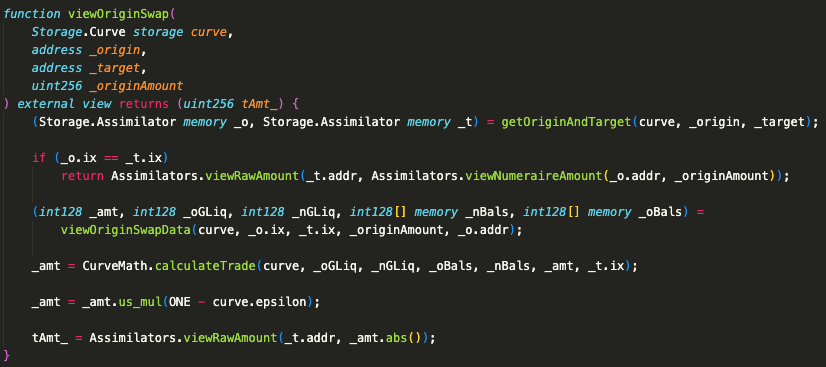 function viewOriginSwap(
    Storage.Curve storage curve,
    address _origin,
    address _target,
    uint256 _originAmount
) external view returns (uint256 tAmt_) {
    (Storage.Assimilator memory _o, Storage.Assimilator memory _t) = getOriginAndTarget(curve, _origin, _target);
    if (_o.ix == _t.ix)
        return Assimilators.viewRawAmount(_t.addr, Assimilators.viewNumeraireAmount(_o.addr, _originAmount));
    (int128 _amt, int128 _oGLiq, int128 _nGLiq, int128[] memory _nBals, int128[] memory _oBals) =
        viewOriginSwapData(curve, _o.ix, _t.ix, _originAmount, _o.addr);
    _amt = CurveMath.calculateTrade(curve, _oGLiq, _nGLiq, _oBals, _nBals, _amt, _t.ix);
    _amt = _amt.us_mul(ONE - curve.epsilon);
    tAmt_ = Assimilators.viewRawAmount(_t.addr, _amt.abs());
}